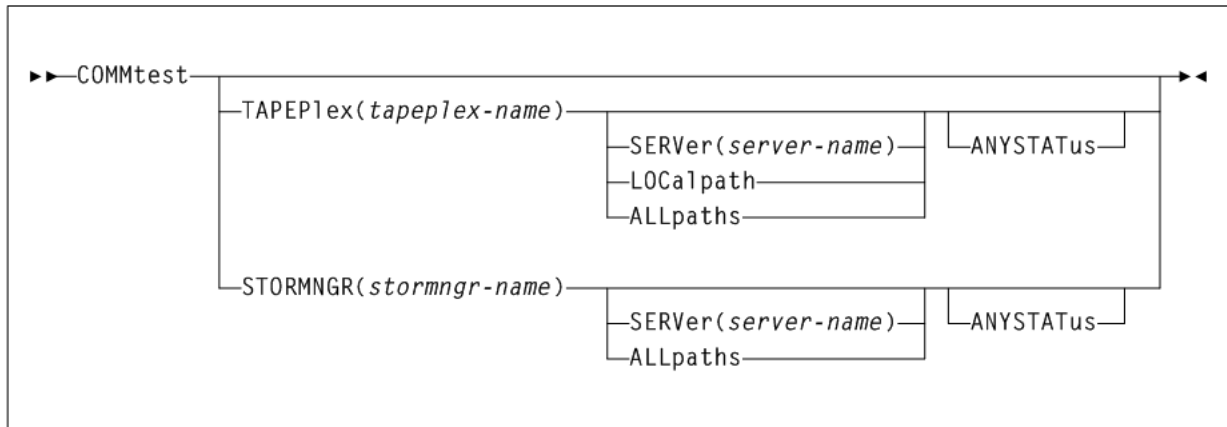 COMMtest
TAPEPlex(tapeplex-name)
SERVer(server-name)
LOCalpath
ALLpaths
ANYSTATus
STORMNGR(stormngr-name)
SERVer(server-name)
ALLpaths
ANYSTATus